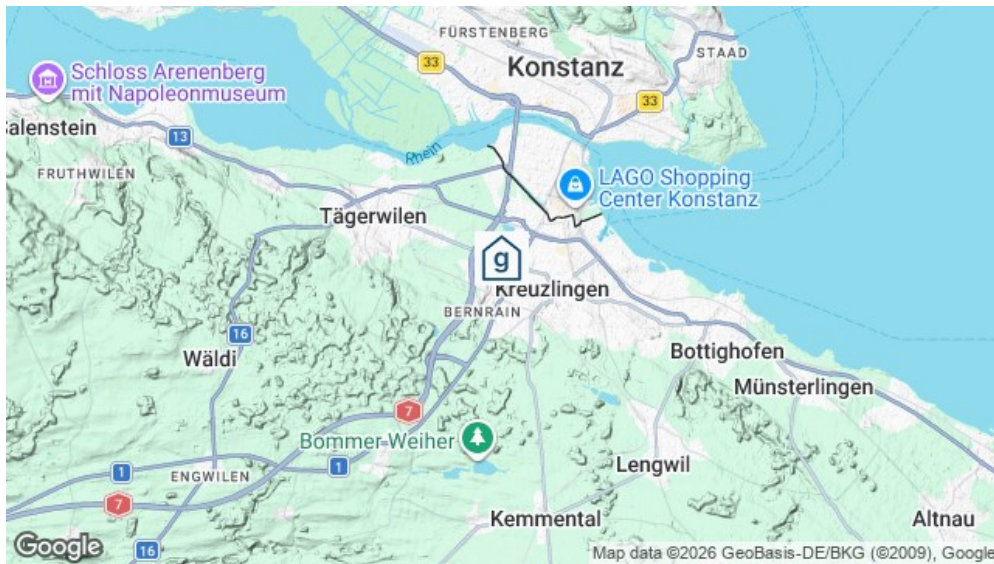 FÜRSTENBERG
STAAD
33
Konstanz
Schloss Arenenberg
mit Napoleonmuseum
33
Salenstein
13
Rhein
FRUTHWILEN
LAGO Shopping
Center Konstanz
Tägerwilen
g
Kreuzlingen
BERNRAIN
16
Wäldi
Bottighofen
Münsterlingen
7
Bommer Weiher
1
1
ENGWILEN
Lengwil
7
Kemmental
Altnau
16
Google
Map data ©2026 GeoBasis-DE/BKG (©2009), Google